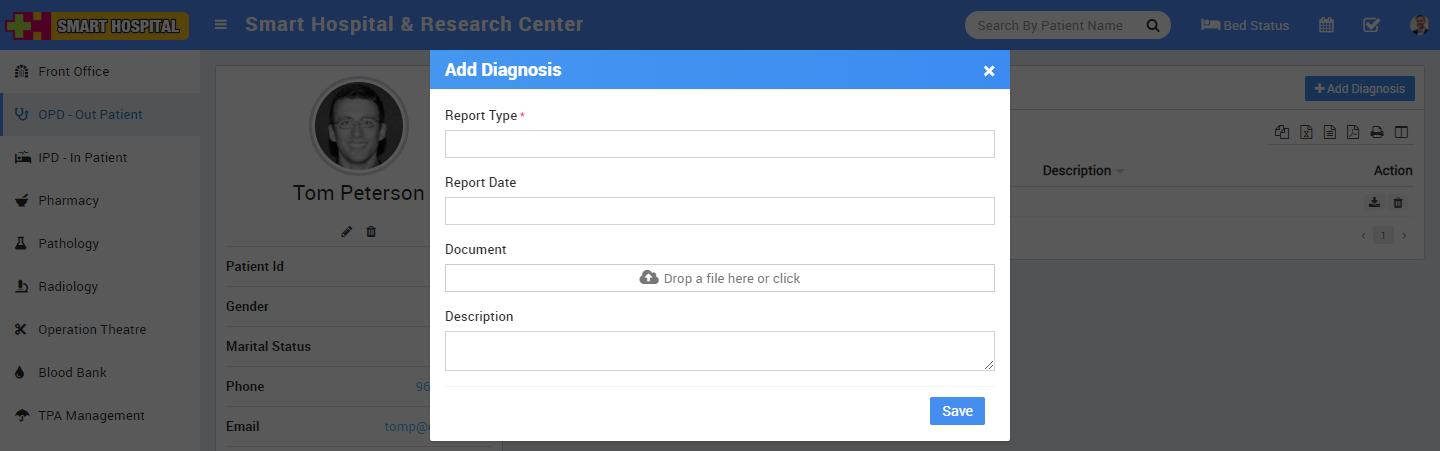 SMART HOSPITAL
Smart Hospital & Research Center
Search By Patient Name
Bed Status
Front Office
OPD - Out Patient
IPD - In Patient
Pharmacy
Pathology
Radiology
Operation Theatre
Blood Bank
TPA Management
Tom Peterson
Patient Id
Gender
Marital Status
Phone 96
Email tomp@
Add Diagnosis ×
Report Type *
Report Date
Document
Drop a file here or click
Description
Save
+ Add Diagnosis
Description Action
‹ 1 ›